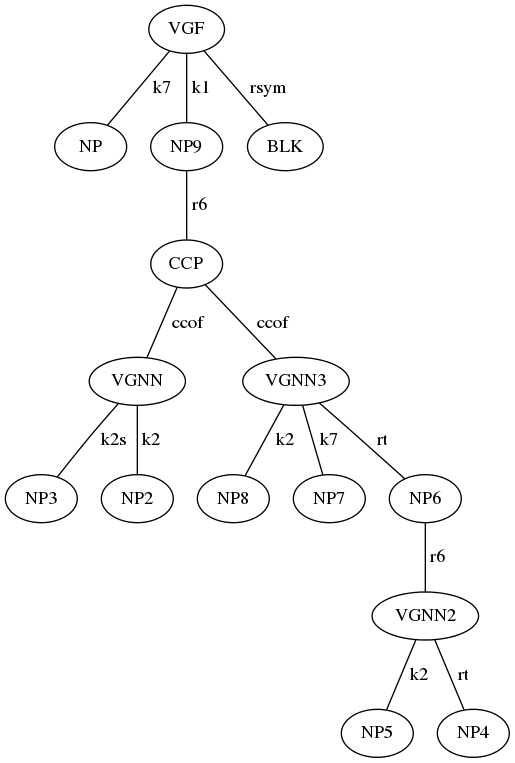 VGF
k7 k1 rsym
NP NP9 BLK
r6
CCP
ccof ccof
VGNN VGNN3
k2s k2 k2 k7 rt
NP3 NP2 NP8 NP7 NP6
r6
VGNN2
k2 rt
NP5 NP4